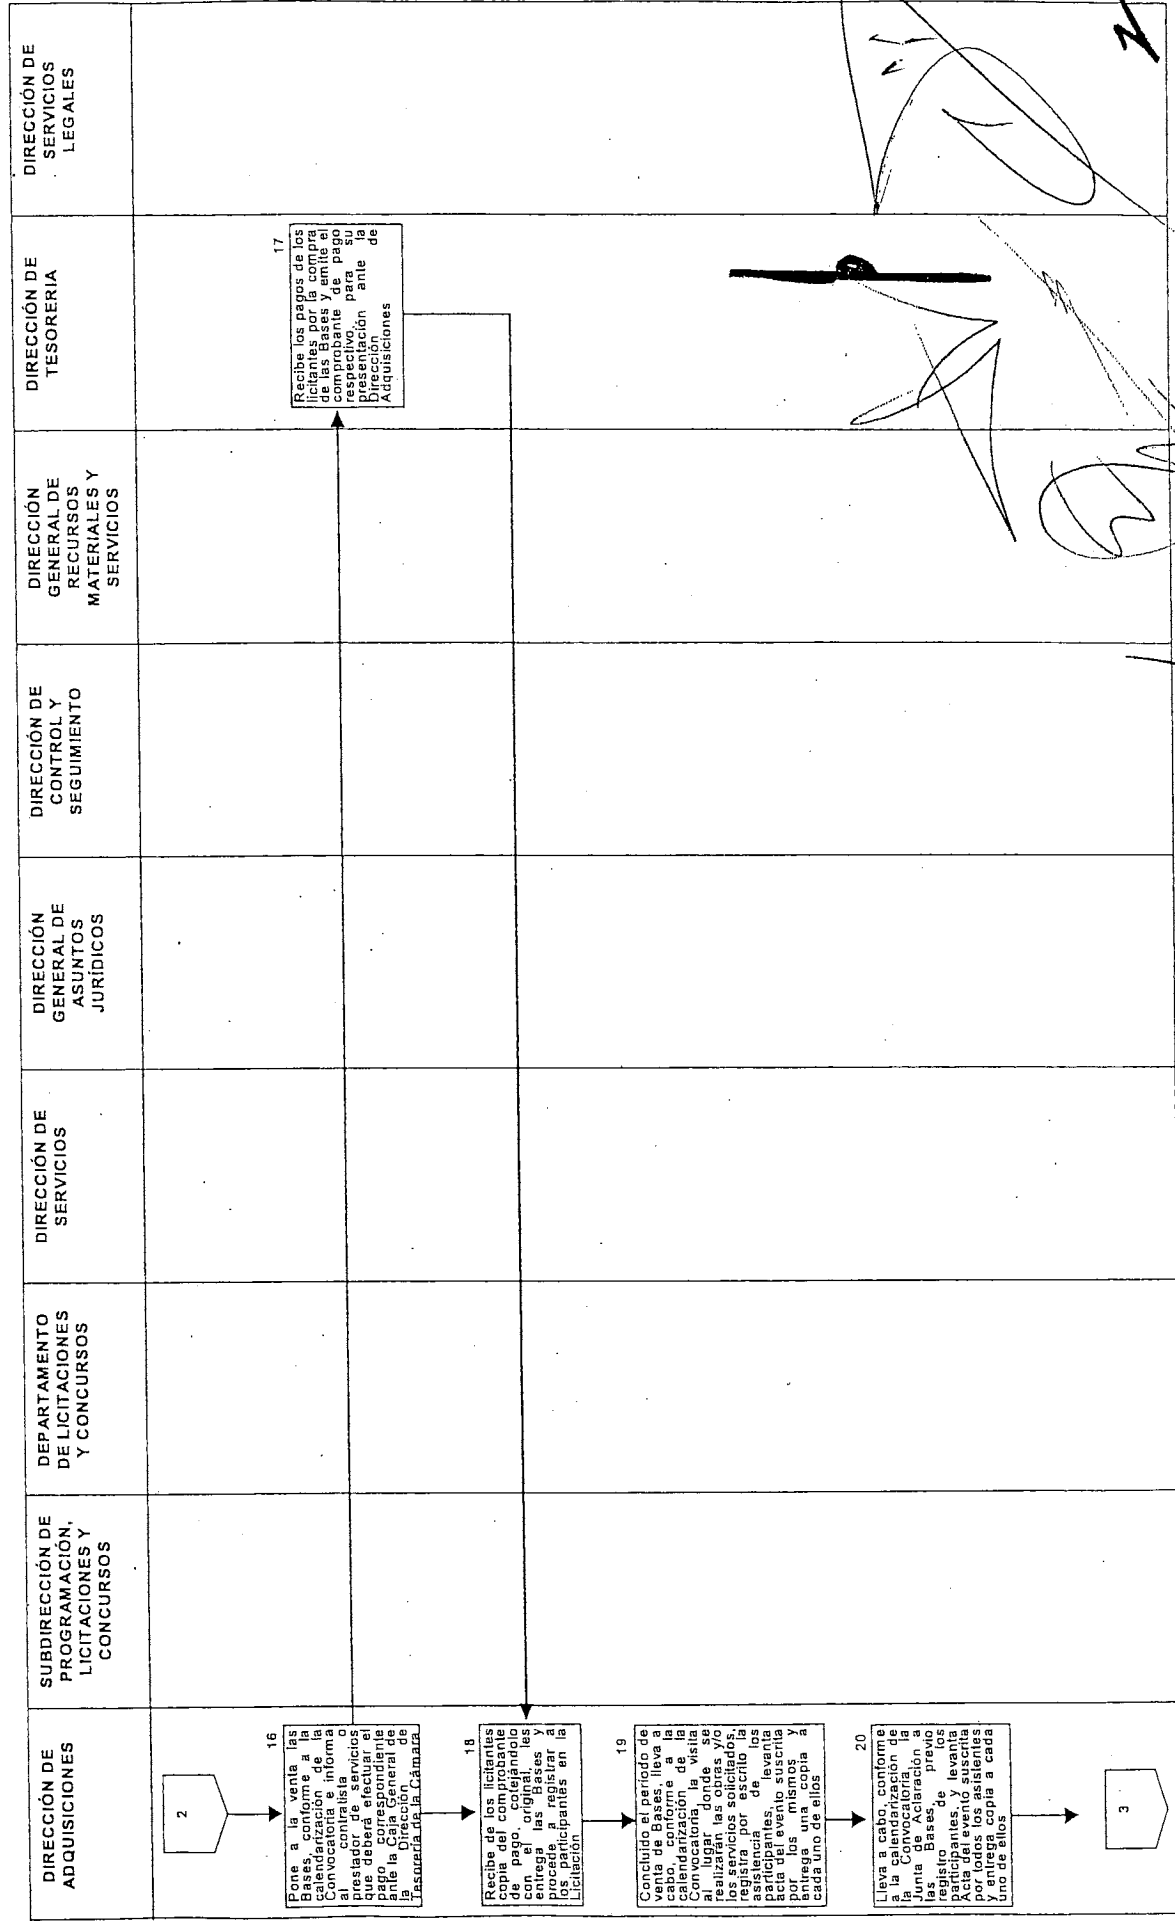 DIRECCIÓN DE
ADQUISICIONES
SUBDIRECCIÓN DE
PROGRAMACIÓN,
LICITACIONES Y
CONCURSOS
DEPARTAMENTO
DE LICITACIONES
Y CONCURSOS
DIRECCIÓN DE
SERVICIOS
DIRECCIÓN
GENERAL DE
ASUNTOS
JURÍDICOS
DIRECCIÓN DE
CONTROL Y
SEGUIMIENTO
DIRECCIÓN
GENERAL DE
RECURSOS
MATERIALES Y
SERVICIOS
DIRECCIÓN DE
TESORERIA
DIRECCIÓN DE
SERVICIOS
LEGALES
2
16
Pone a la venta las
Bases, conforme a la
calendarización de la
Convocatoria e informa
al contratista o
prestador de servicios
que deberá efectuar el
pago correspondiente
ante la Caja General de
la Dirección de
Tesorería de la Cámara
17
Recibe los pagos de los
licitantes por la compra
de las Bases y emite el
comprobante de pago
respectivo, para su
presentación ante la
Dirección de
Adquisiciones
18
Recibe de los licitantes
copia del comprobante
de pago, cotejándolo
con el original, les
entrega las Bases y
procede a registrar a
los participantes en la
Licitación
19
Concluido el periodo de
venta de Bases, lleva a
cabo, conforme a la
calendarización de la
Convocatoria, la visita
al lugar donde se
realizarán las obras y/o
los servicios solicitados,
registra por escrito la
asistencia de los
participantes, levanta
acta del evento suscrita
por los mismos y
entrega una copia a
cada uno de ellos
20
Lleva a cabo, conforme
a la calendarización de
la Convocatoria, la
Junta de Aclaración a
las Bases, previo
registro de los
participantes, y levanta
Acta del evento suscrita
por todos los asistentes
y entrega copia a cada
uno de ellos
3